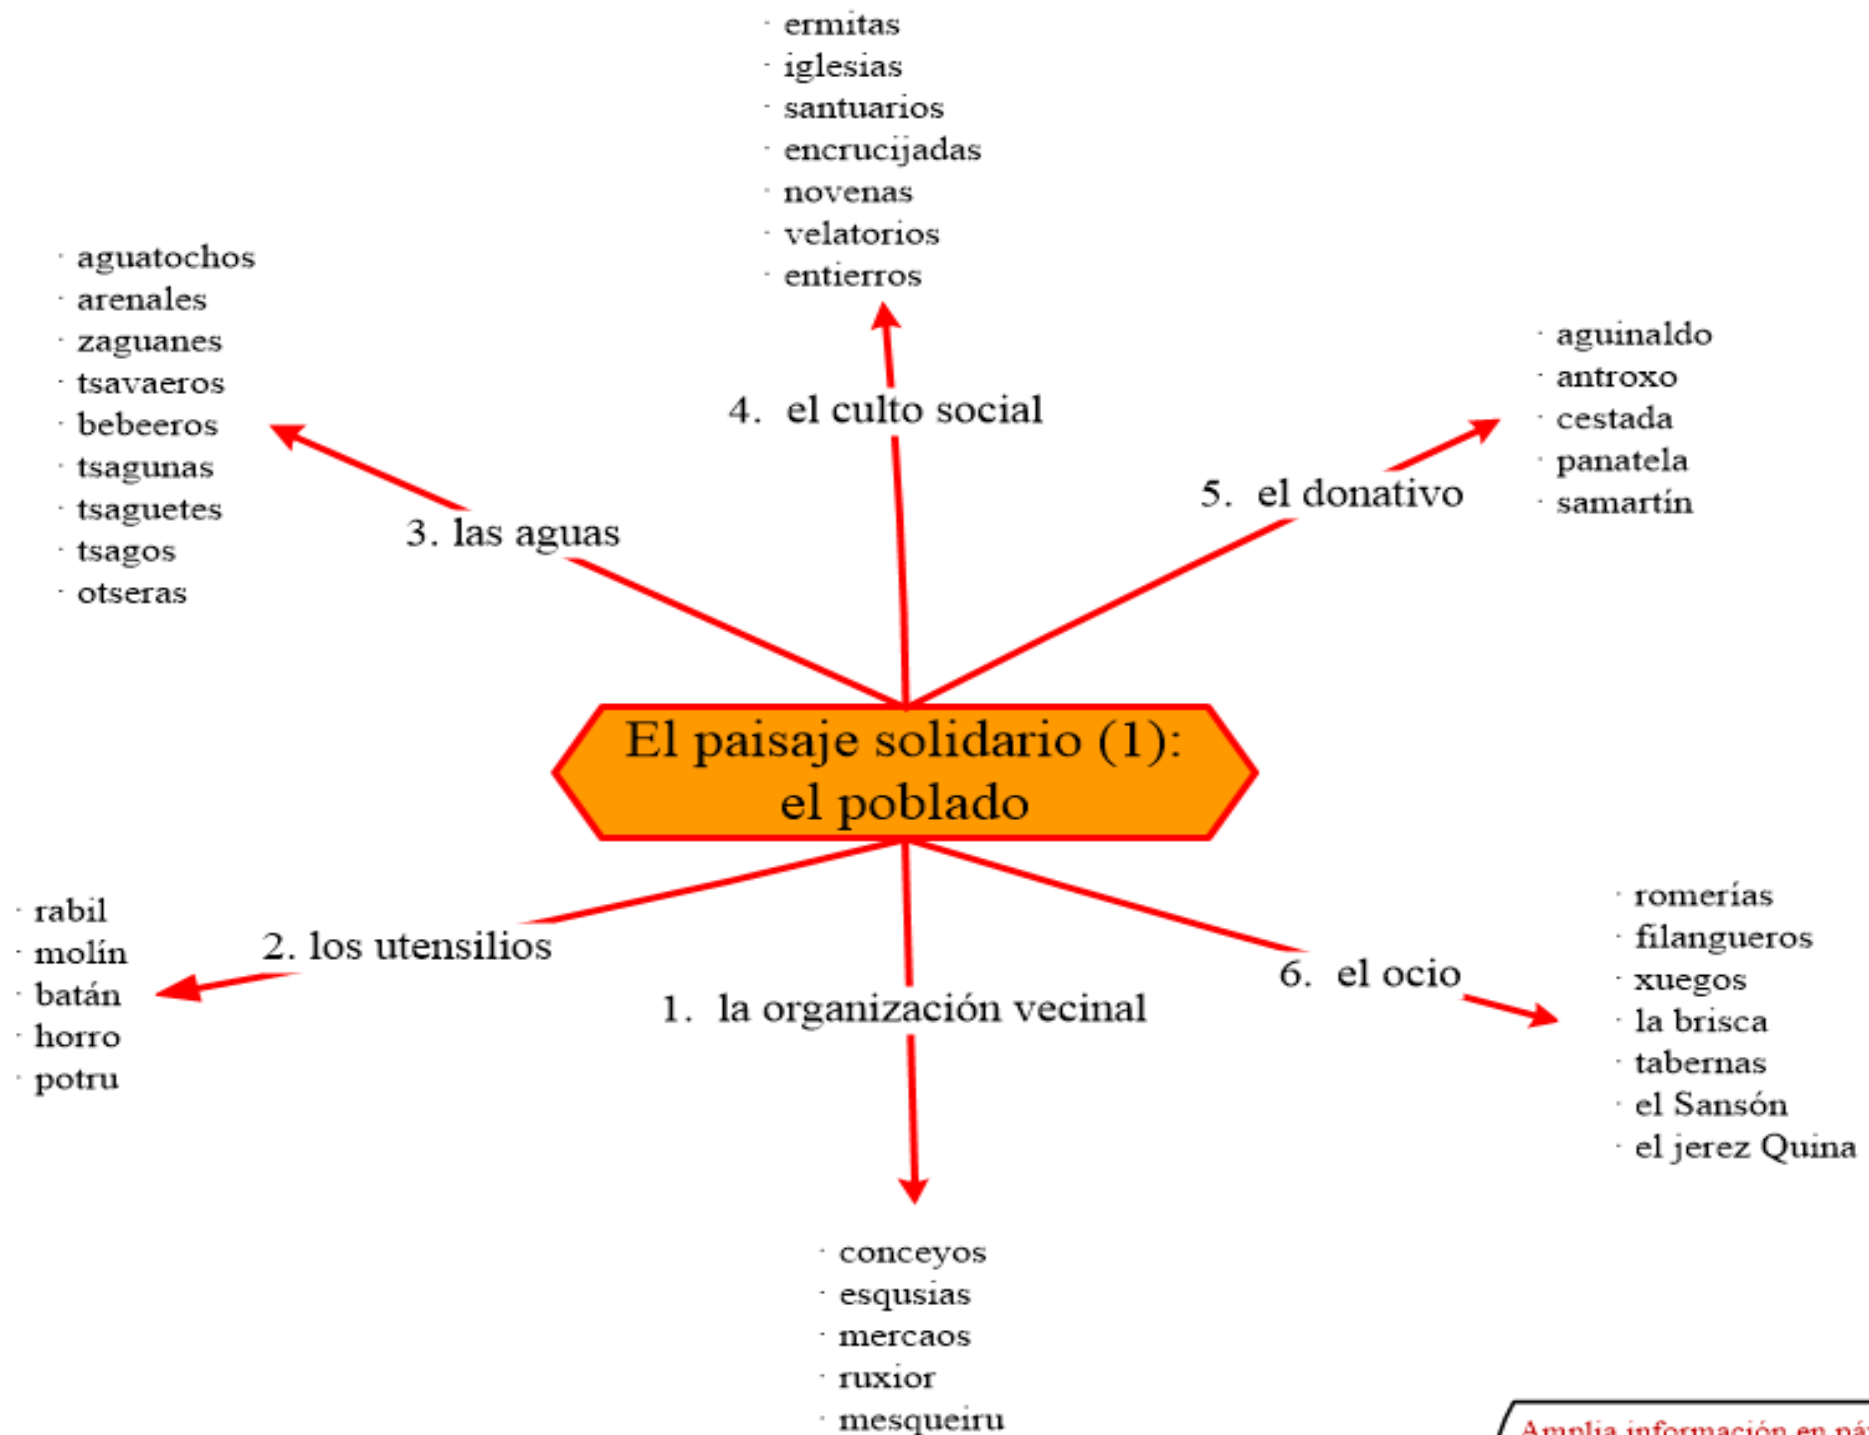 · ermitas
· iglesias
· santuarios
· encrucijadas
· novenas
· velatorios
· entierros
· aguatochos
· arenales
· zaguanes
· tsavaeros
· bebeeros
· tsagunas
· tsaguetes
· tsagos
· otseras
· aguinaldo
· antroxo
· cestada
· panatela
· samartín
4. el culto social
5. el donativo
3. las aguas
El paisaje solidario (1):
el poblado
2. los utensilios
· rabil
· molín
· batán
· horro
· potru
1. la organización vecinal
6. el ocio
· romerías
· filangueros
· xuegos
· la brisca
· tabernas
· el Sansón
· el jerez Quina
· conceyos
· esqusias
· mercaos
· ruxior
· mesqueiru
Amplia información en